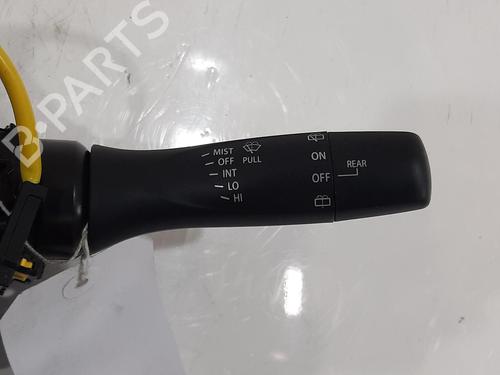 B-PARTS
MIST
OFF PULL
INT
LO
HI
ON
OFF
REAR